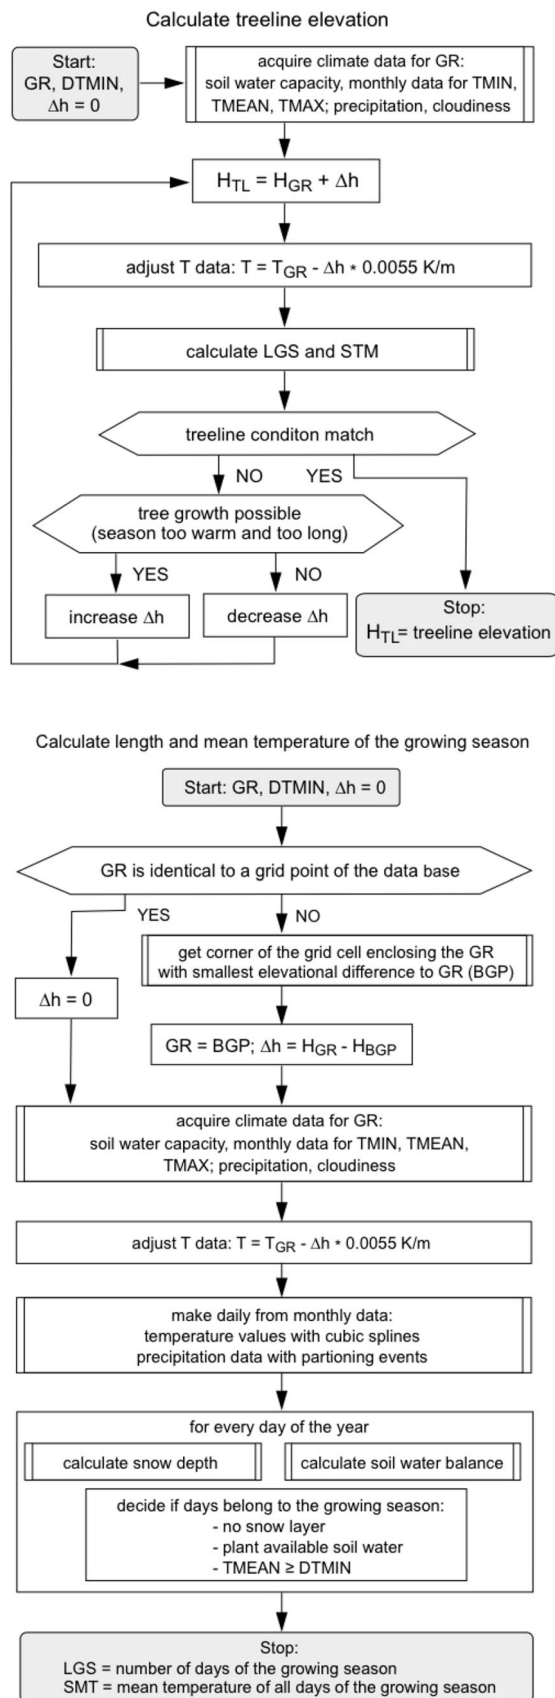 Calculate treeline elevation
Start:
GR, DTMIN,
Δh = 0
acquire climate data for GR:
soil water capacity, monthly data for TMIN,
TMEAN, TMAX; precipitation, cloudiness
H_TL = H_GR + Δh
adjust T data: T = T_GR - Δh * 0.0055 K/m
calculate LGS and STM
treeline conditon match
NO
YES
tree growth possible
(season too warm and too long)
YES
NO
increase Δh
decrease Δh
Stop:
H_TL= treeline elevation
Calculate length and mean temperature of the growing season
Start: GR, DTMIN, Δh = 0
GR is identical to a grid point of the data base
YES
NO
get corner of the grid cell enclosing the GR
with smallest elevational difference to GR (BGP)
Δh = 0
GR = BGP; Δh = H_GR - H_BGP
acquire climate data for GR:
soil water capacity, monthly data for TMIN, TMEAN,
TMAX; precipitation, cloudiness
adjust T data: T = T_GR - Δh * 0.0055 K/m
make daily from monthly data:
temperature values with cubic splines
precipitation data with partioning events
for every day of the year
calculate snow depth
calculate soil water balance
decide if days belong to the growing season:
- no snow layer
- plant available soil water
- TMEAN ≥ DTMIN
Stop:
LGS = number of days of the growing season
SMT = mean temperature of all days of the growing season